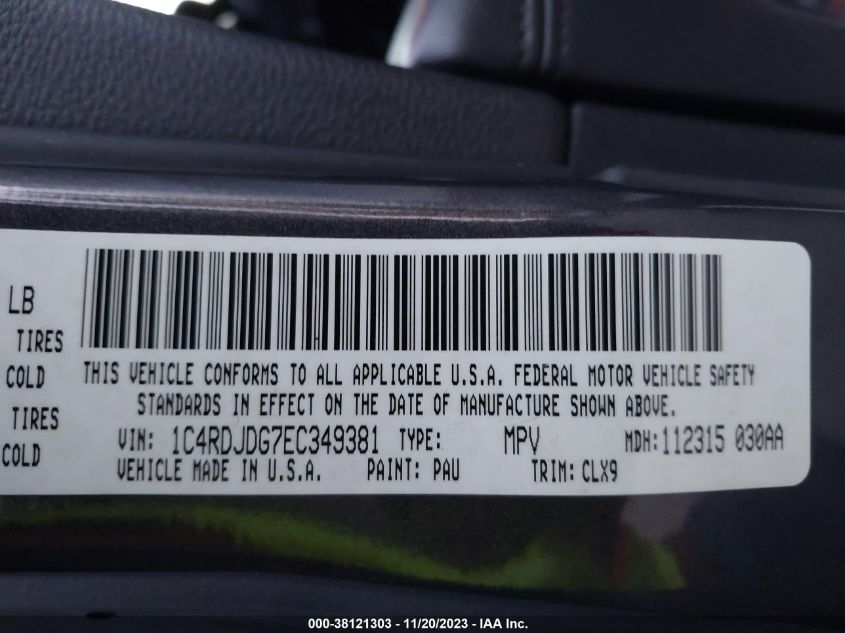 LB
TIRES
COLD
TIRES
COLD
THIS VEHICLE CONFORMS TO ALL APPLICABLE U.S.A. FEDERAL MOTOR VEHICLE SAFETY
STANDARDS IN EFFECT ON THE DATE OF MANUFACTURE SHOWN ABOVE.
VIN: 1C4RDJDG7EC349381 TYPE: MPV MDH:112315 030AA
VEHICLE MADE IN U.S.A. PAINT: PAU TRIM: CLX9
000-38121303 - 11/20/2023 - IAA Inc.